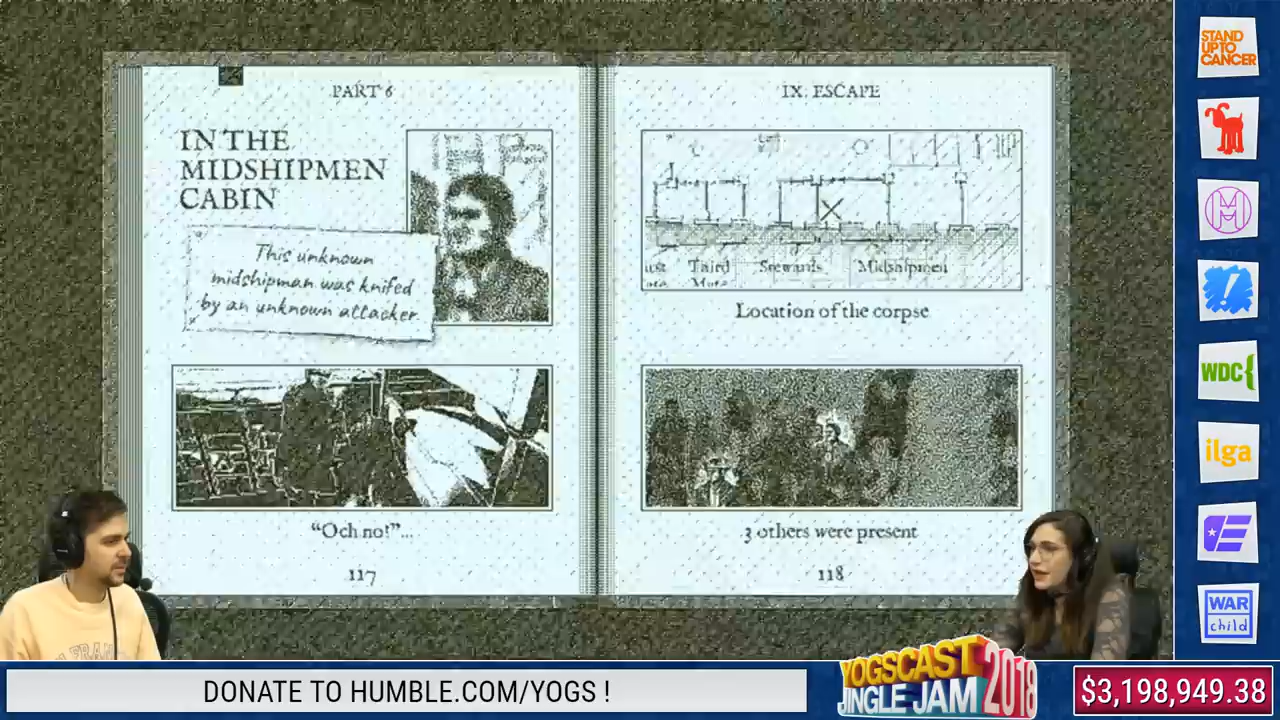 PART 6
IN THE
MIDSHIPMEN
CABIN
This unknown
midshipman was knifed
by an unknown attacker
"Och no!"...
117
IX. ESCAPE
Third Stewards Midshipmen
Mate
Location of the corpse
3 others were present
118
STAND
UP TO
CANCER
WDC
ilga
WAR
child
DONATE TO HUMBLE.COM/YOGS !
YOGSCAST
JINGLE JAM 2018
$3,198,949.38